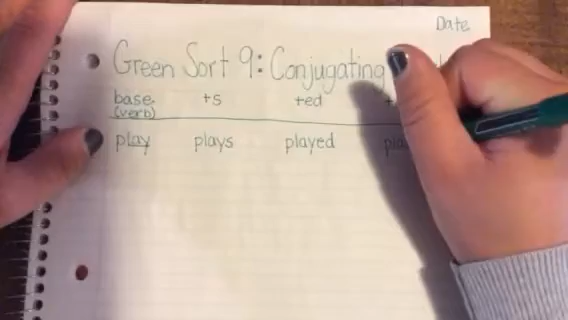 Date
Green Sort 9: Conjugating
base +s +ed
(verb)
play plays played